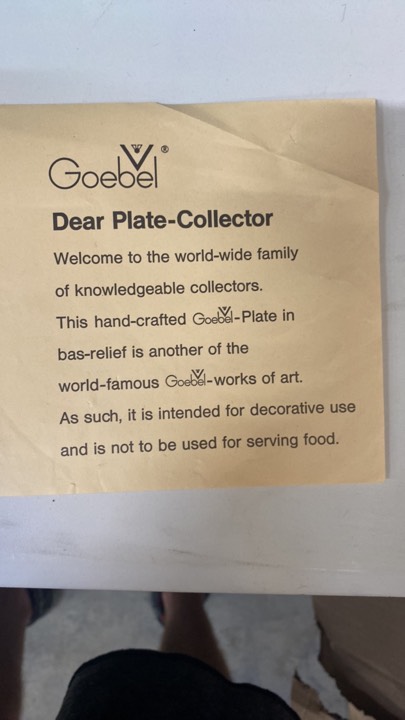 Goebel ®
Dear Plate-Collector
Welcome to the world-wide family
of knowledgeable collectors.
This hand-crafted Goebel-Plate in
bas-relief is another of the
world-famous Goebel-works of art.
As such, it is intended for decorative use
and is not to be used for serving food.